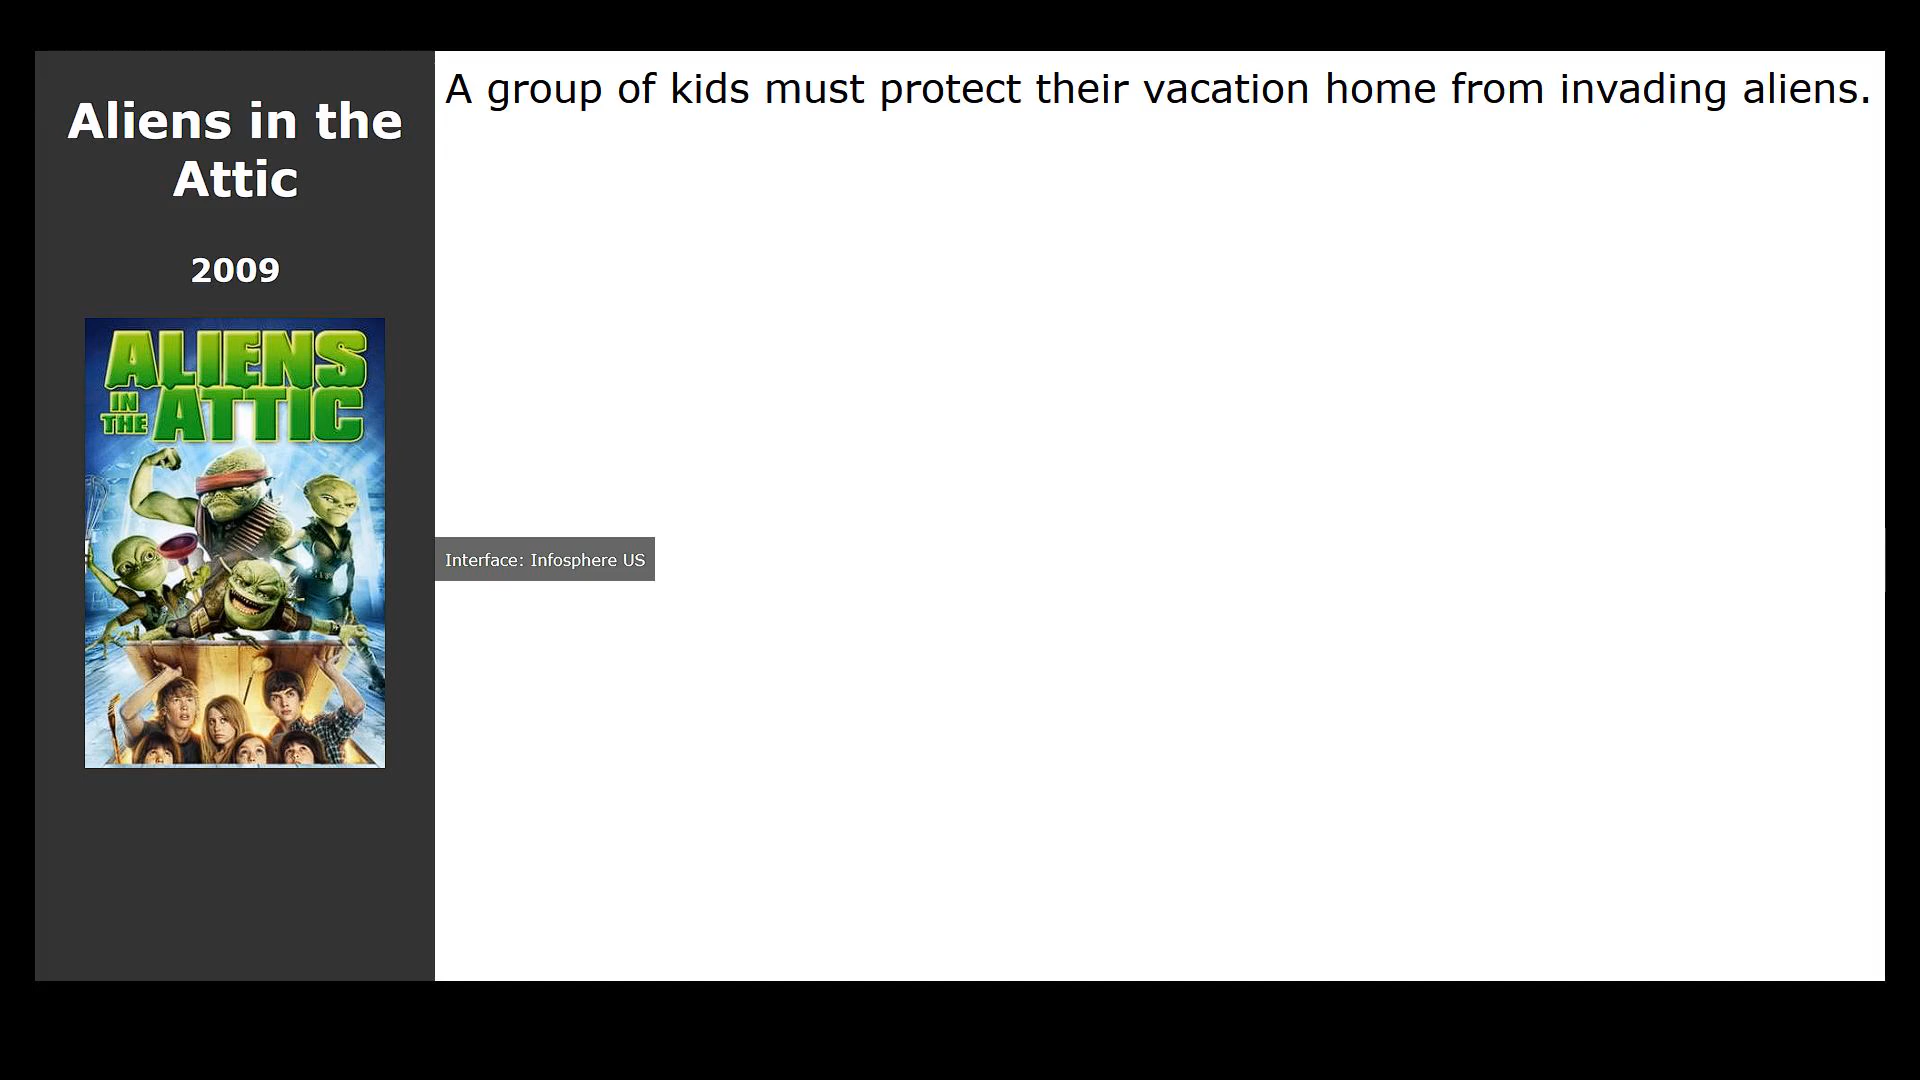 Aliens in the
Attic
2009
ALIENS
IN THE ATTIC
A group of kids must protect their vacation home from invading aliens.
Interface: Infosphere US